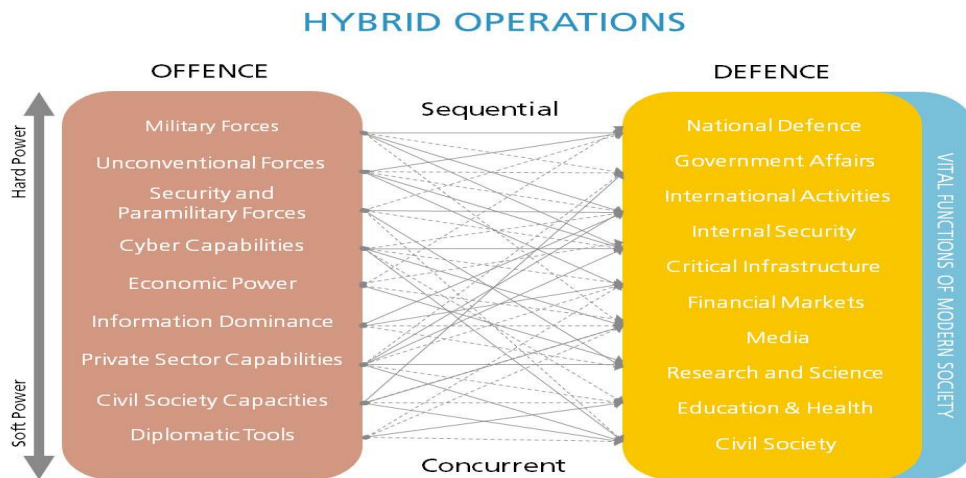 HYBRID OPERATIONS
OFFENCE
DEFENCE
Hard Power
Soft Power
Military Forces
Unconventional Forces
Security and
Paramilitary Forces
Cyber Capabilities
Economic Power
Information Dominance
Private Sector Capabilities
Civil Society Capacities
Diplomatic Tools
Sequential
Concurrent
National Defence
Government Affairs
International Activities
Internal Security
Critical Infrastructure
Financial Markets
Media
Research and Science
Education & Health
Civil Society
VITAL FUNCTIONS OF MODERN SOCIETY